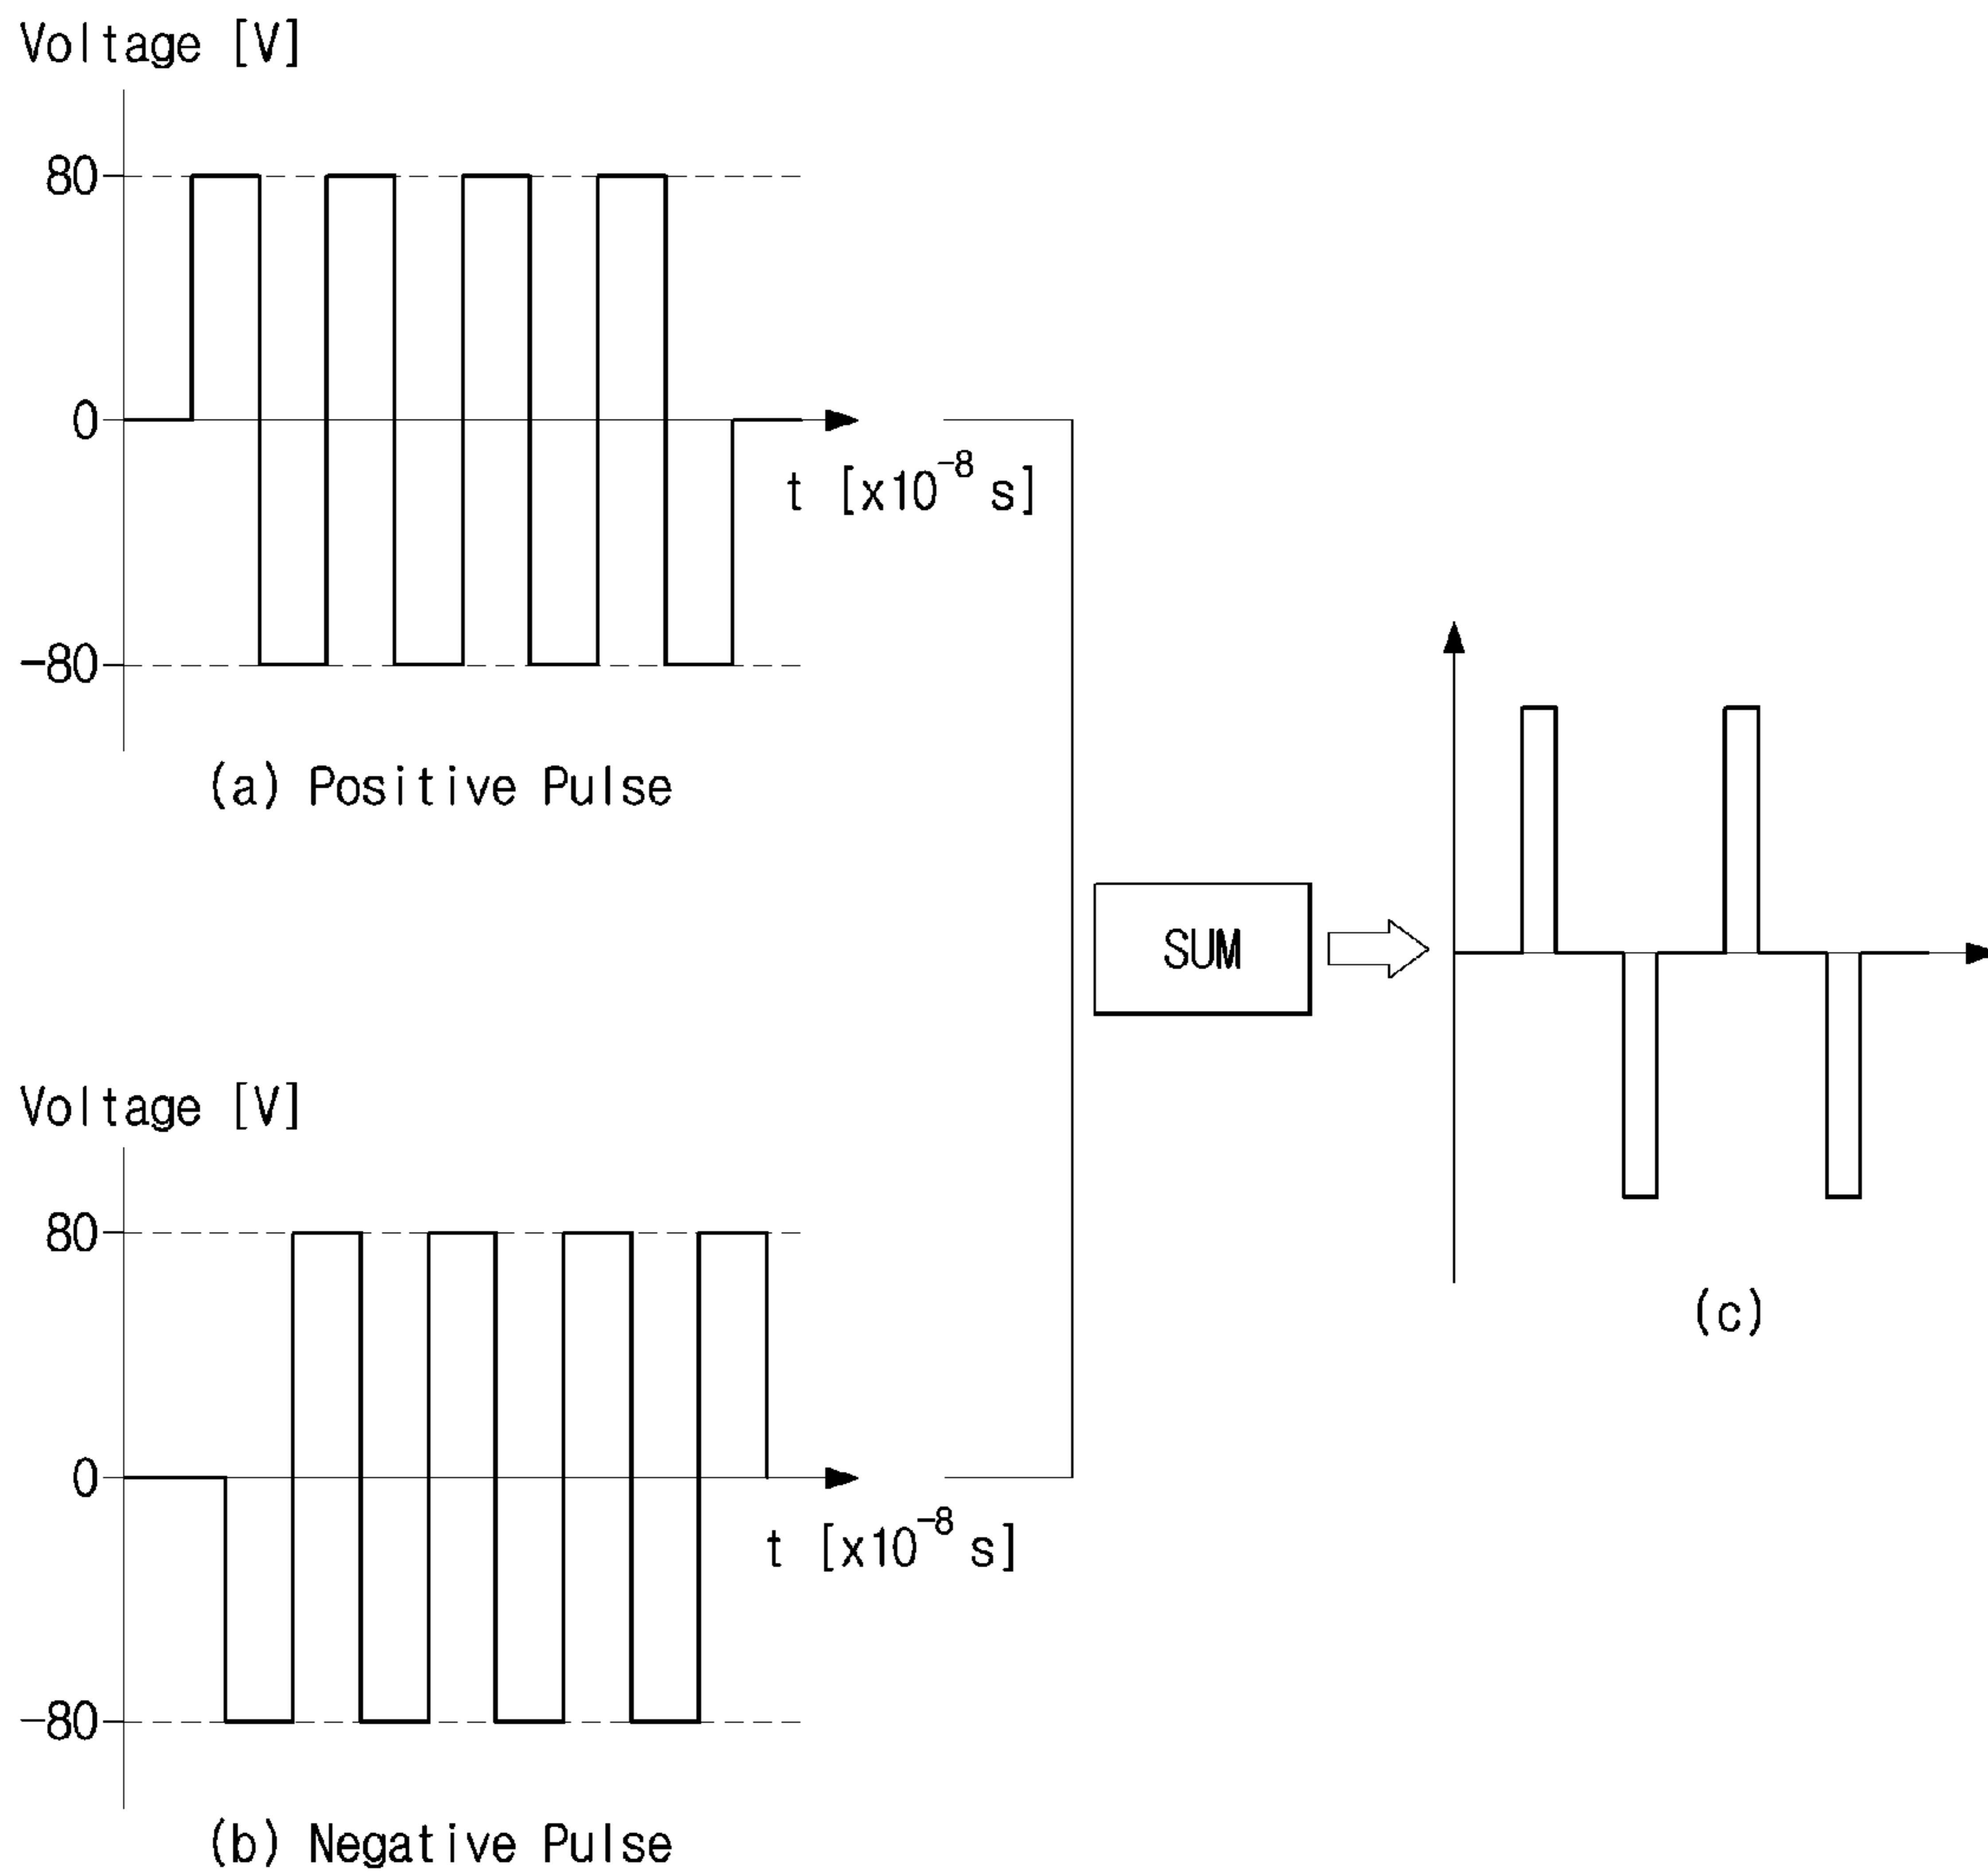 Voltage [V]
80
0
-80
t [x10⁻⁸ s]
(a) Positive Pulse
SUM
(c)
Voltage [V]
80
0
-80
t [x10⁻⁸ s]
(b) Negative Pulse